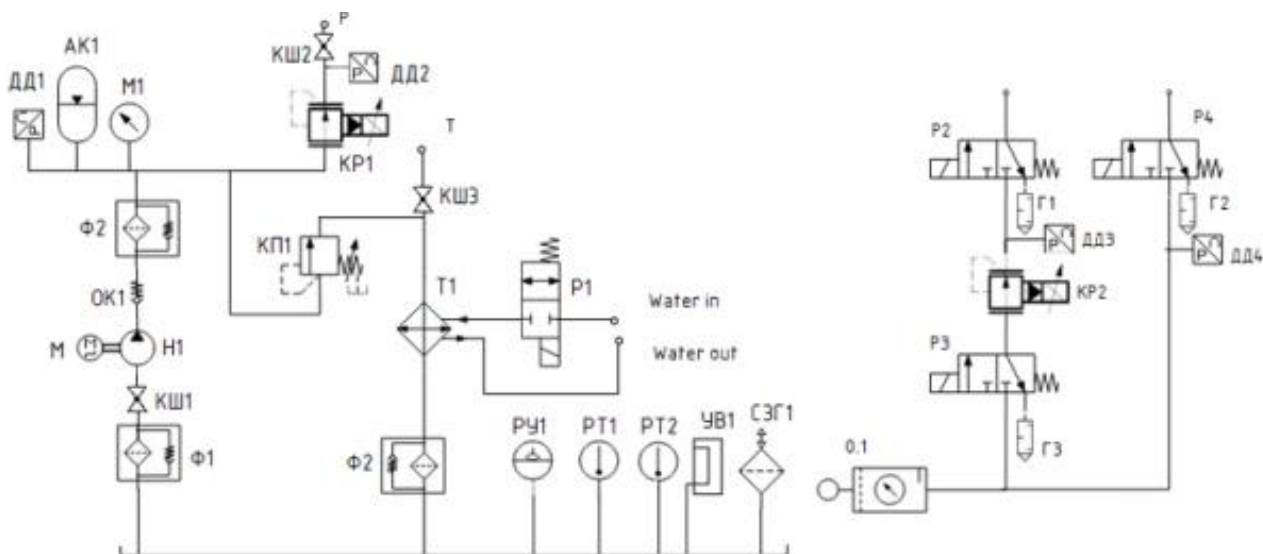 P
АК1
КШ2
ДД1
М1
P
ДД2
Р2
Р4
Т
КР1
КШ3
Г1
Г2
Ф2
КП1
ДД3
P
P
ДД4
Т1
Р1
ОК1
Water in
КР2
М
М
Н1
Water out
Р3
КШ1
РУ1
РТ1
РТ2
УВ1
СЗГ1
Г3
0.1
Ф1
Ф2